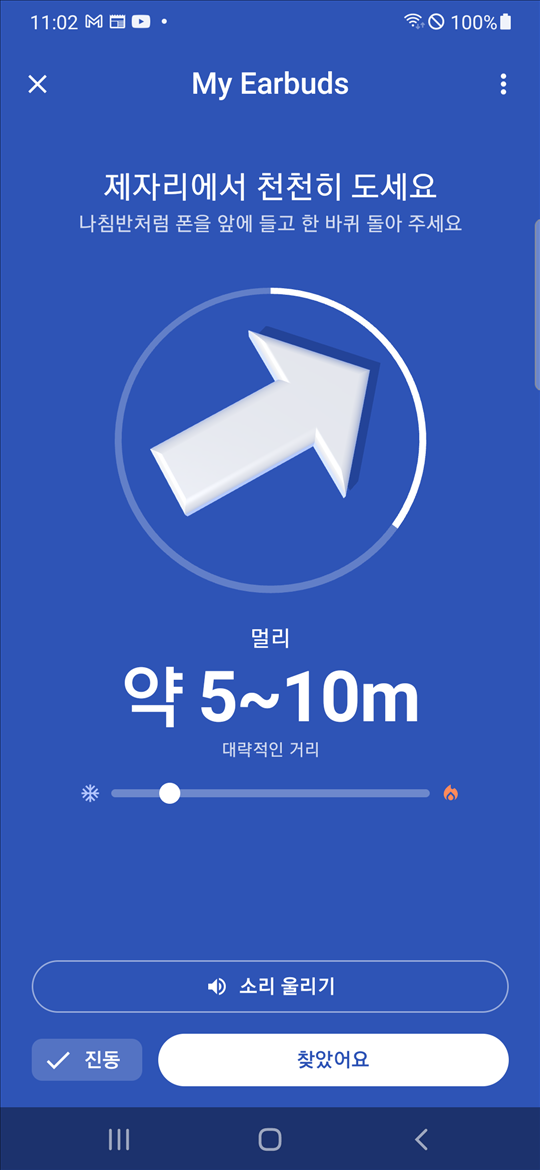 11:02
100%
My Earbuds
제자리에서 천천히 도세요
나침반처럼 폰을 앞에 들고 한 바퀴 돌아 주세요
멀리
약 5~10m
대략적인 거리
소리 울리기
진동
찾았어요